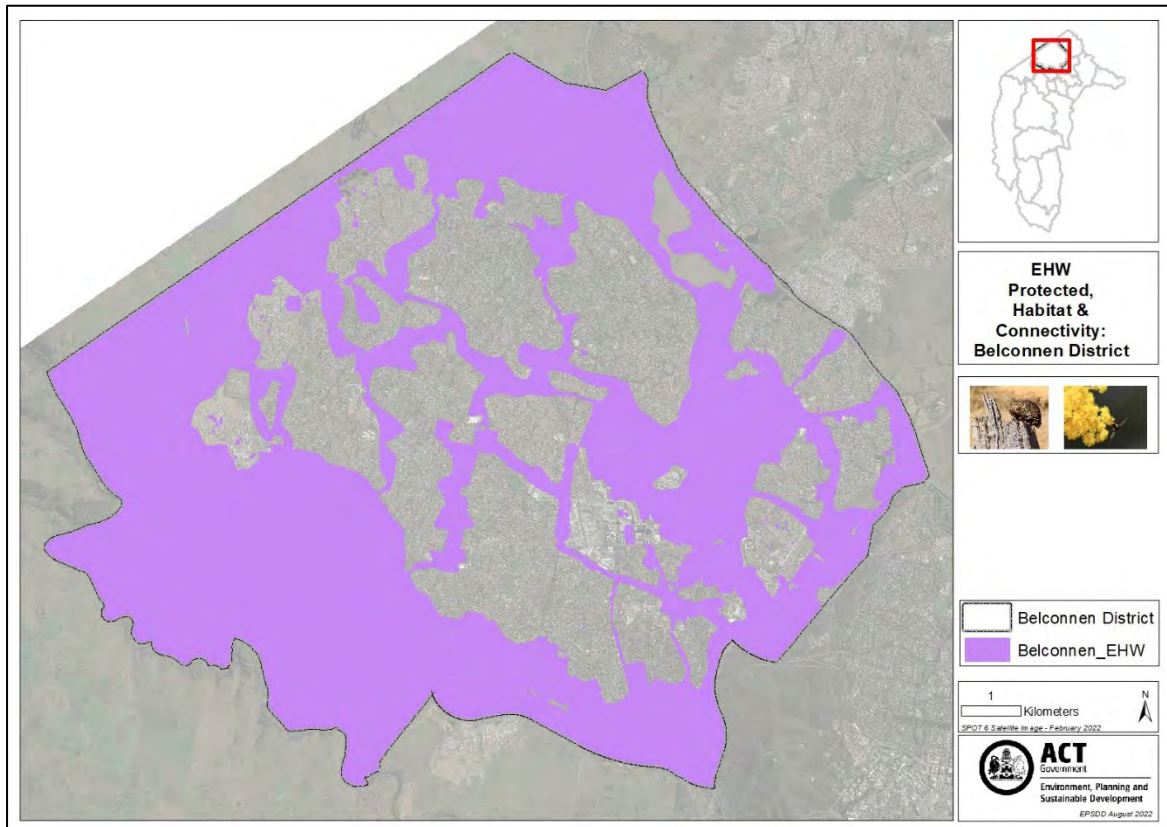 EHW
Protected,
Habitat &
Connectivity:
Belconnen District
Belconnen District
Belconnen_EHW
1
Kilometers
N
SPOT 6 Satellite Image - February 2022
ACT
Government
Environment, Planning and
Sustainable Development
EPSDD August 2022